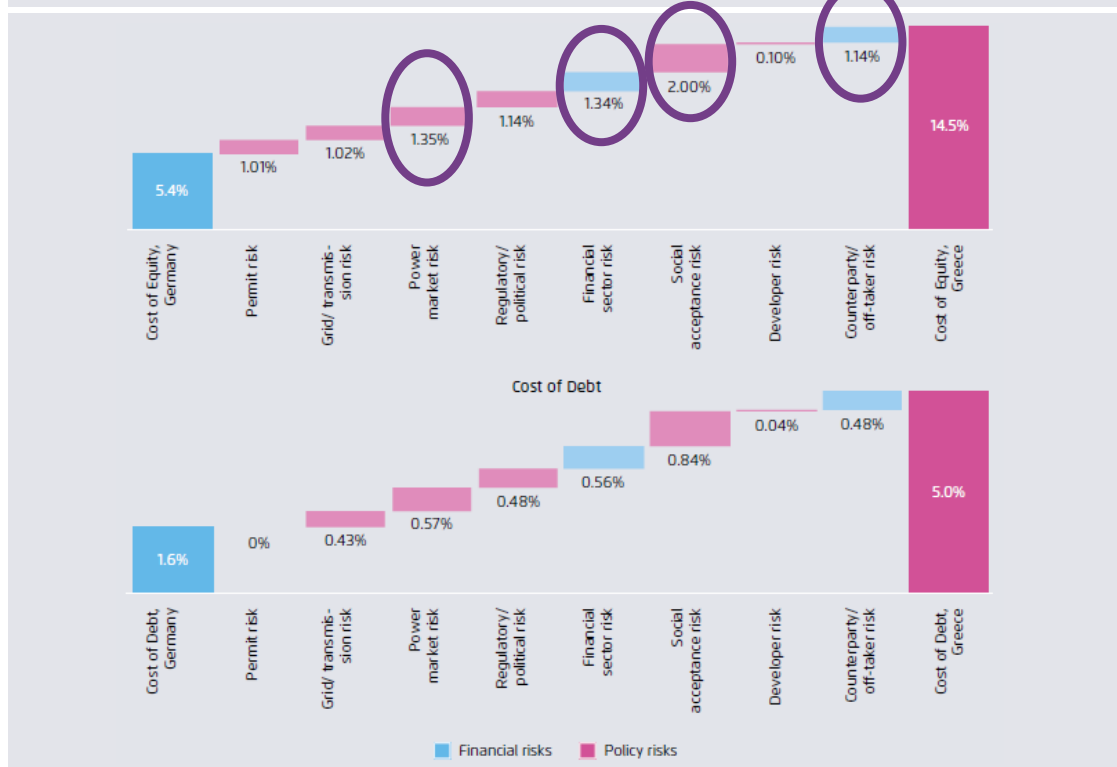 1.14%
0.10%
2.00%
1.34%
1.14%
1.35%
1.02%
1.01%
5.4%
14.5%
Cost of Equity,
Germany
Permit risk
Grid/ transmis-
sion risk
Power
market risk
Regulatory/
political risk
Financial
sector risk
Social
acceptance risk
Developer risk
Counterparty/
off-taker risk
Cost of Equity,
Greece
Cost of Debt
0.48%
0.04%
0.84%
0.56%
0.48%
0.57%
0.43%
0%
1.6%
5.0%
Cost of Debt,
Germany
Permit risk
Grid/ transmis-
sion risk
Power
market risk
Regulatory/
political risk
Financial
sector risk
Social
acceptance risk
Developer risk
Counterparty/
off-taker risk
Cost of Debt,
Greece
Financial risks
Policy risks